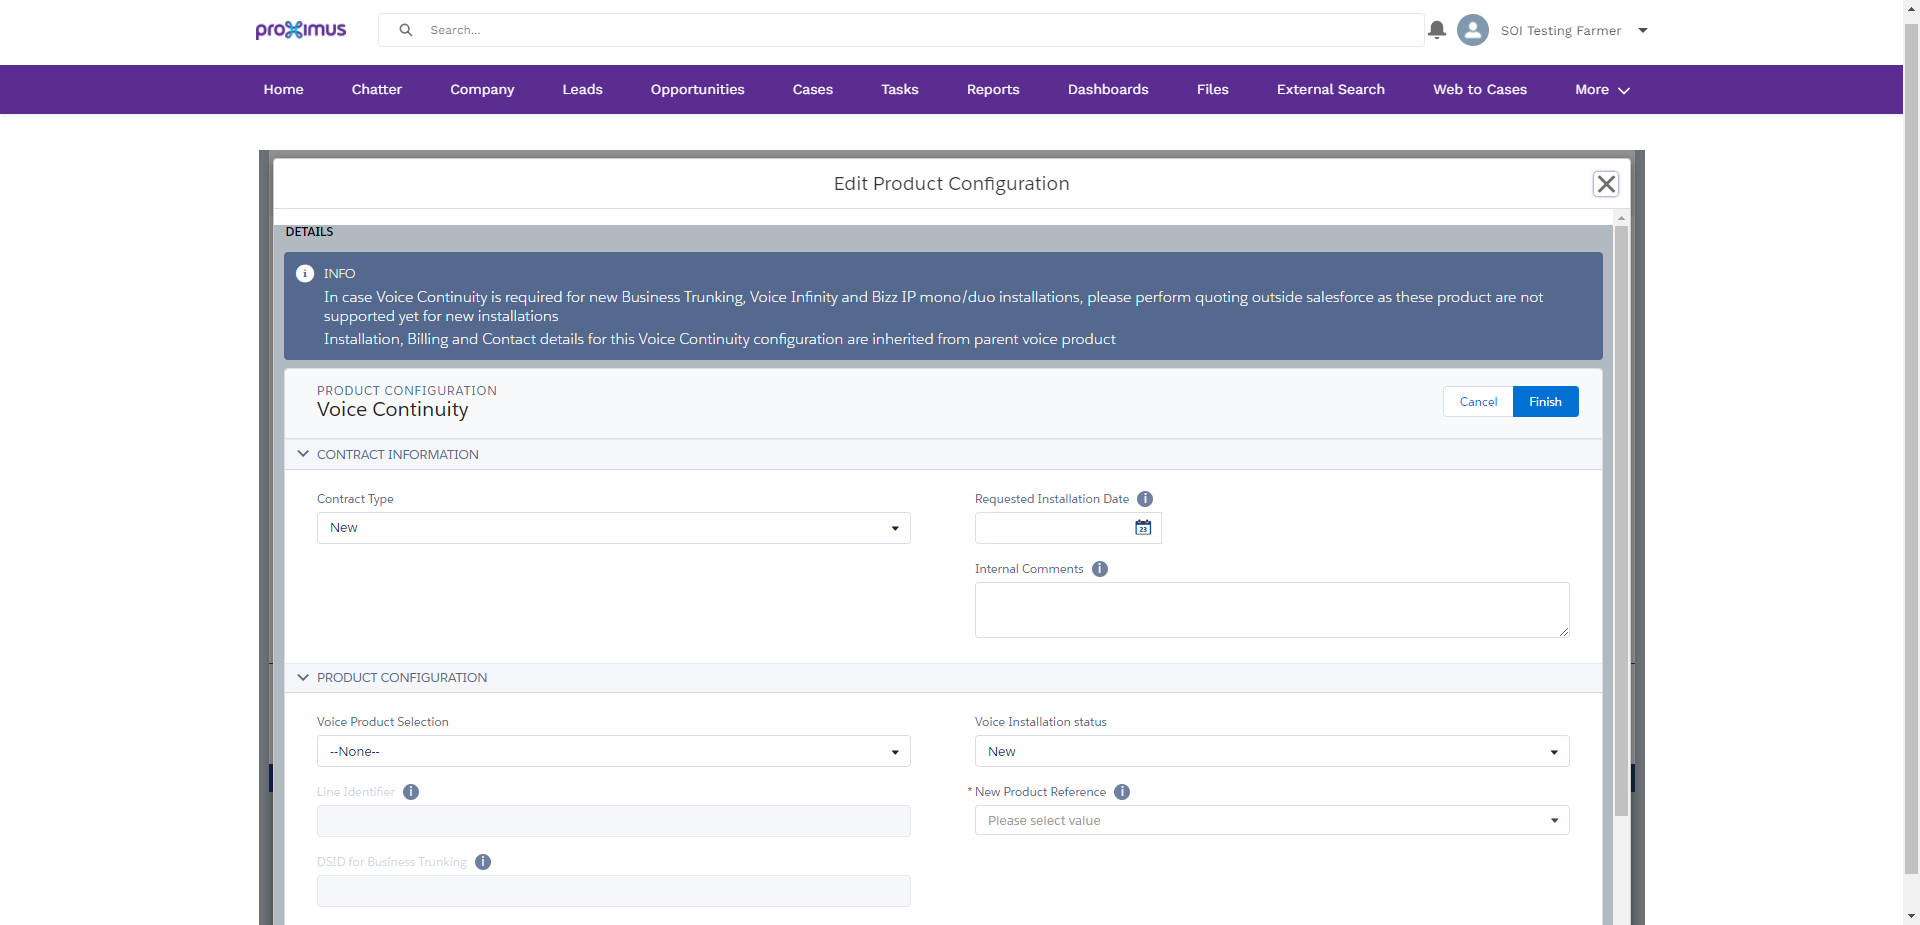 proximus
Search...
SOI Testing Farmer
Home Chatter Company Leads Opportunities Cases Tasks Reports Dashboards Files External Search Web to Cases More
Edit Product Configuration
DETAILS
INFO
In case Voice Continuity is required for new Business Trunking, Voice Infinity and Bizz IP mono/duo installations, please perform quoting outside salesforce as these product are not
supported yet for new installations
Installation, Billing and Contact details for this Voice Continuity configuration are inherited from parent voice product
PRODUCT CONFIGURATION
Voice Continuity
Cancel Finish
CONTRACT INFORMATION
Contract Type
New
Requested Installation Date
23
Internal Comments
PRODUCT CONFIGURATION
Voice Product Selection
--None--
Voice Installation status
New
Line Identifier
* New Product Reference
Please select value
DSID for Business Trunking